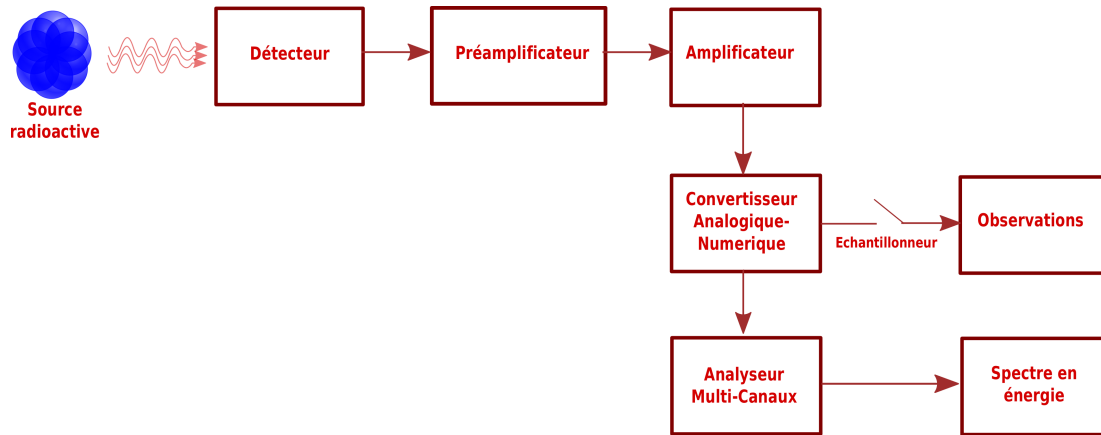 Source
radioactive
Détecteur
Préamplificateur
Amplificateur
Convertisseur
Analogique-
Numerique
Echantillonneur
Observations
Analyseur
Multi-Canaux
Spectre en
énergie